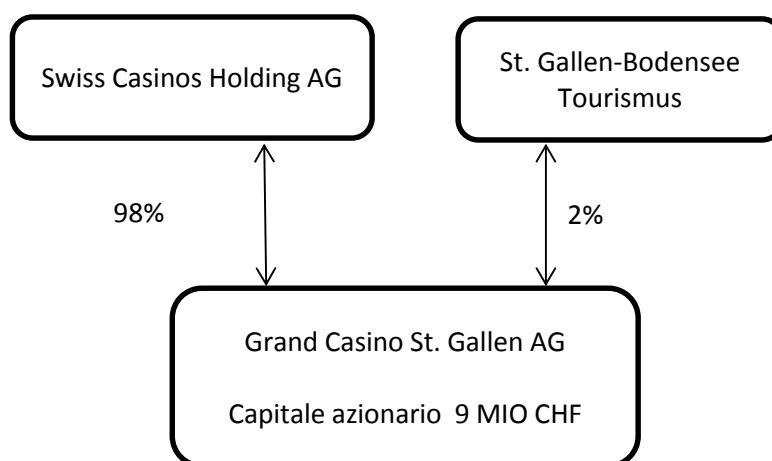 Swiss Casinos Holding AG
St. Gallen-Bodensee
Tourismus
98%
2%
Grand Casino St. Gallen AG
Capitale azionario  9 MIO CHF